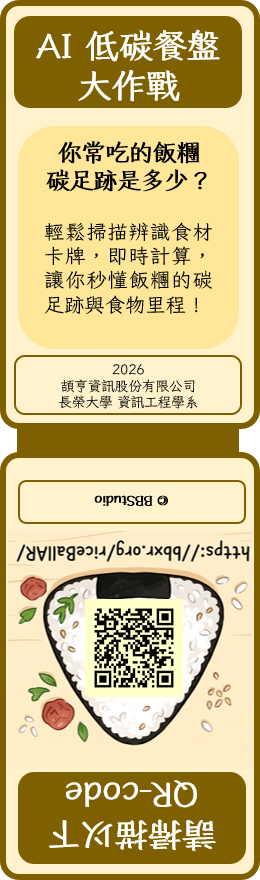 AI 低碳餐盤
大作戰
你常吃的飯糰
碳足跡是多少？
輕鬆掃描辨識食材
卡牌，即時計算，
讓你秒懂飯糰的碳
足跡與食物里程！
2026
頡亨資訊股份有限公司
長榮大學 資訊工程學系
請掃描以下
QR-code
https://bbxr.org/riceBallAR/
© BBStudio